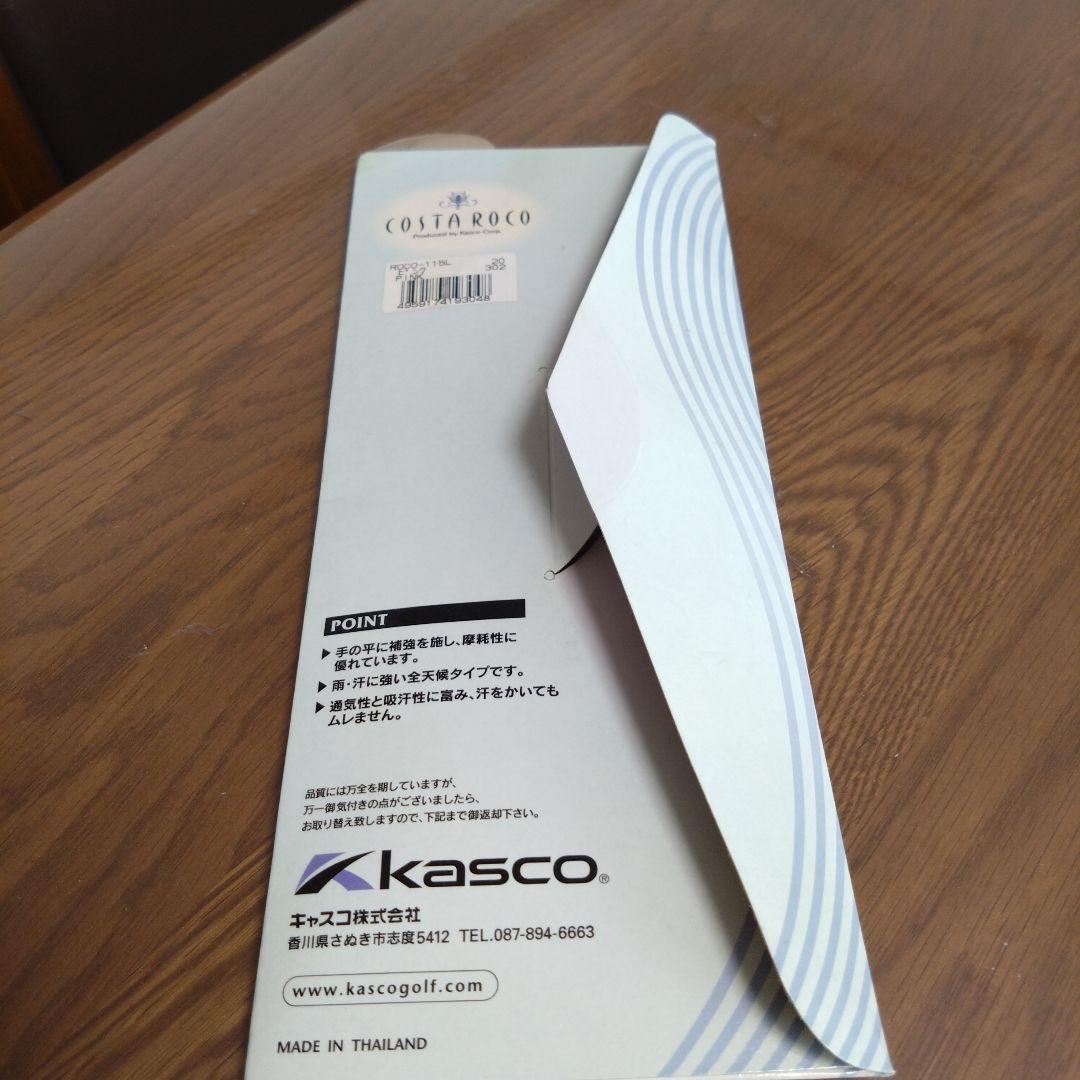 COSTA ROCO
Produced by Kasco Corp.
ROCO-115L 20
302
PINK
4959174193048
POINT
▶ 手の平に補強を施し、摩耗性に
優れています。
▶ 雨・汗に強い全天候タイプです。
▶ 通気性と吸汗性に富み、汗をかいても
ムレません。
品質には万全を期していますが、
万一御気付きの点がございましたら、
お取り替え致しますので、下記まで御返却下さい。
kasco®
キャスコ株式会社
香川県さぬき市志度5412 TEL.087-894-6663
www.kascogolf.com
MADE IN THAILAND